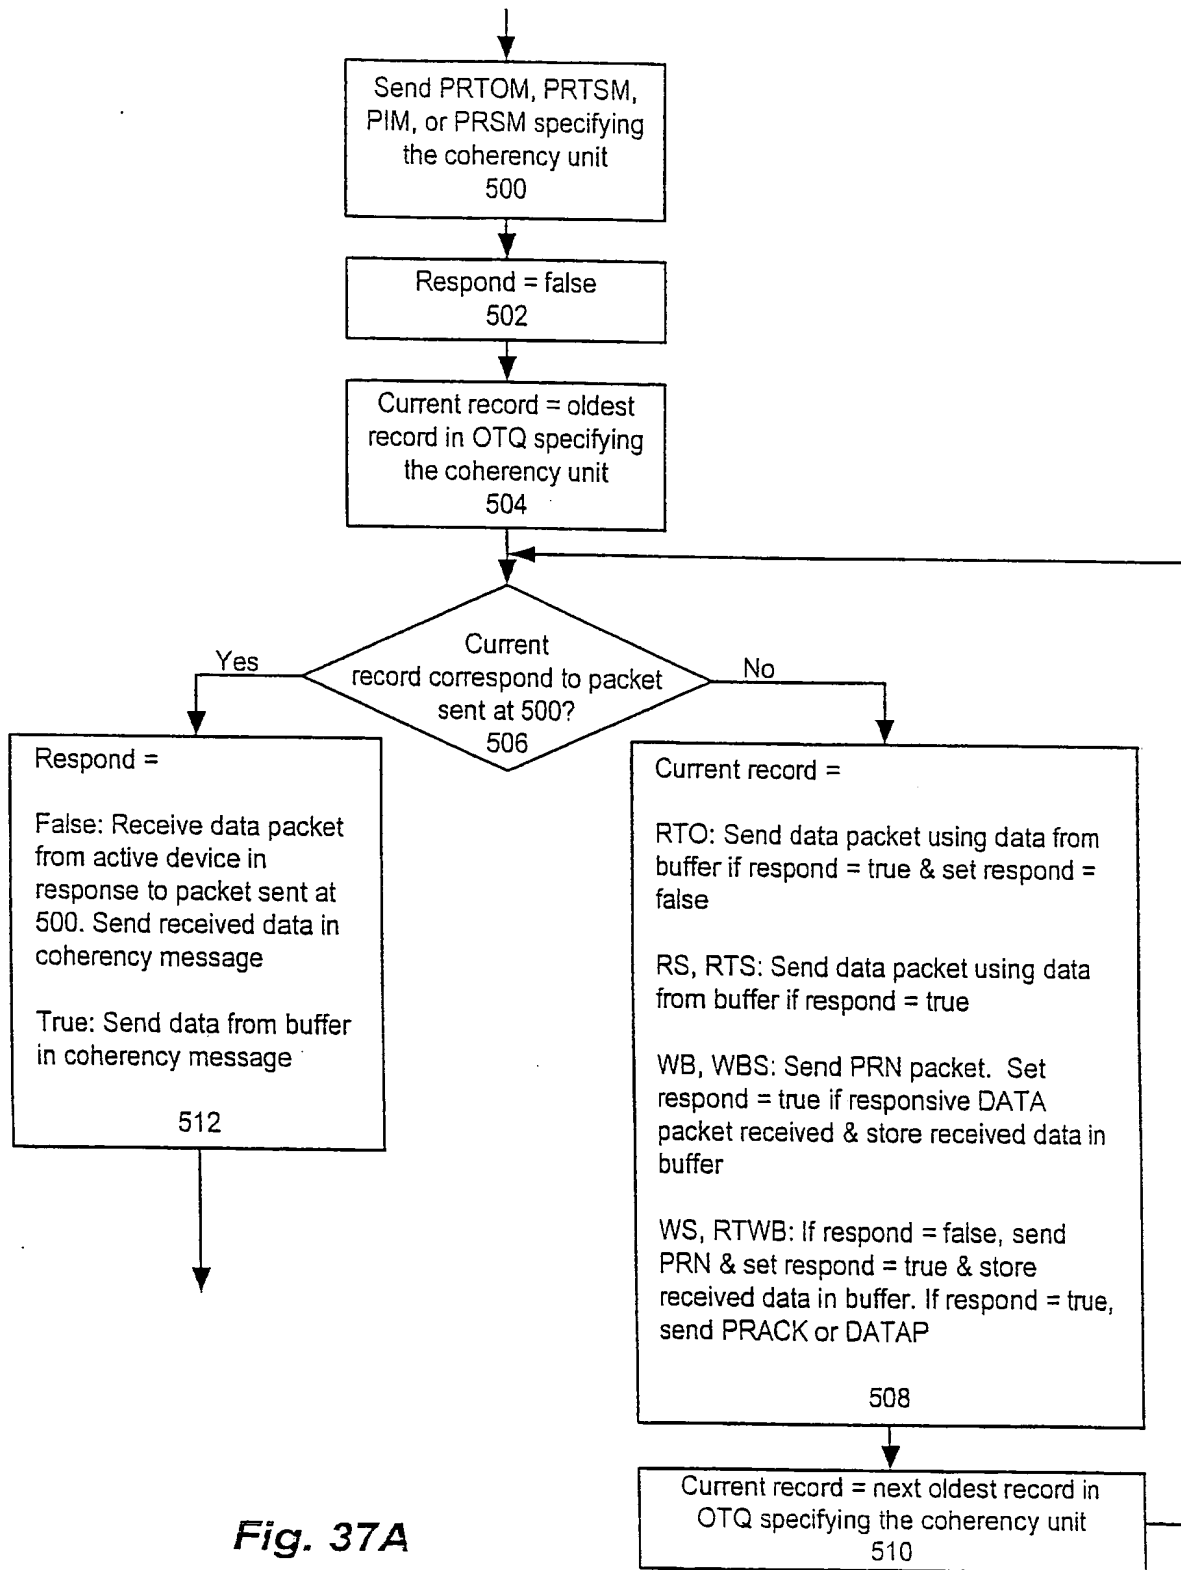 Send PRTOM, PRTSM,
PIM, or PRSM specifying
the coherency unit
500
Respond = false
502
Current record = oldest
record in OTQ specifying
the coherency unit
504
Current
record correspond to packet
sent at 500?
506
Yes
No
Respond =
False: Receive data packet
from active device in
response to packet sent at
500. Send received data in
coherency message
True: Send data from buffer
in coherency message
512
Current record =
RTO: Send data packet using data from
buffer if respond = true & set respond =
false
RS, RTS: Send data packet using data
from buffer if respond = true
WB, WBS: Send PRN packet. Set
respond = true if responsive DATA
packet received & store received data in
buffer
WS, RTWB: If respond = false, send
PRN & set respond = true & store
received data in buffer. If respond = true,
send PRACK or DATAP
508
Current record = next oldest record in
OTQ specifying the coherency unit
510
Fig. 37A